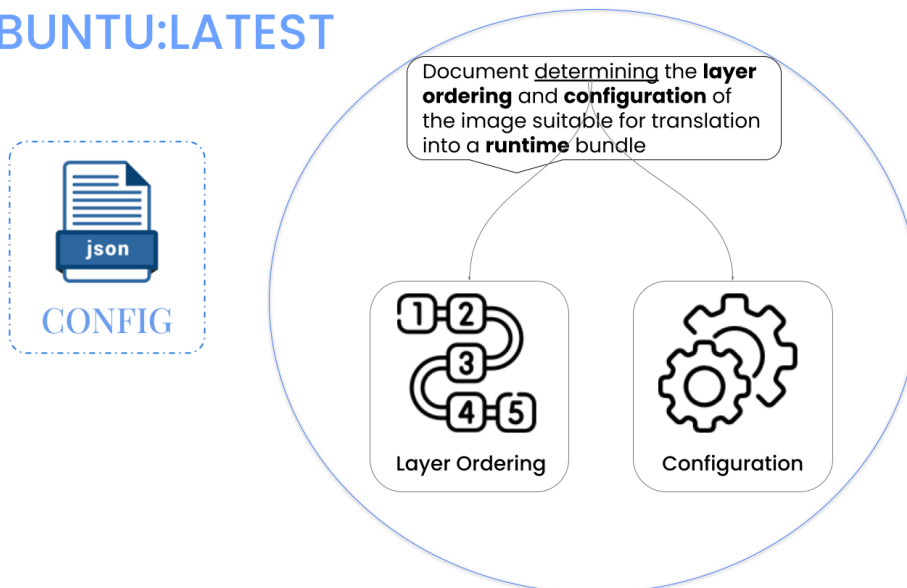 BUNTU:LATEST
Document determining the layer
ordering and configuration of
the image suitable for translation
into a runtime bundle
json
CONFIG
1 2
3
4 5
Layer Ordering
Configuration